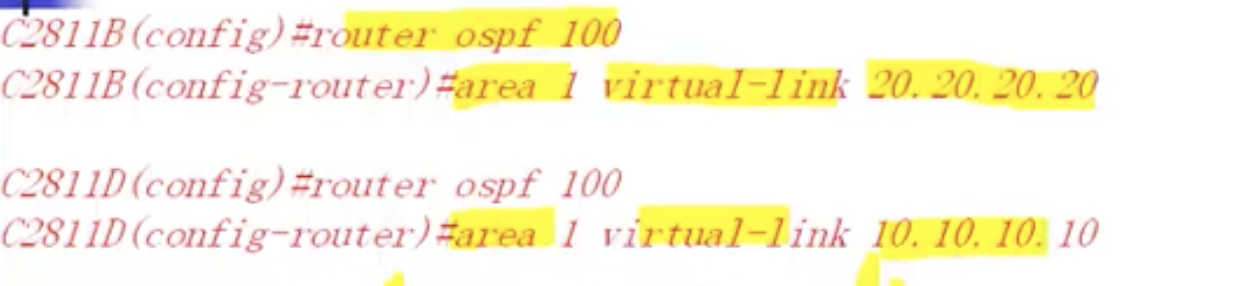 C2811B(config)#router ospf 100
C2811B(config-router)#area 1 virtual-link 20.20.20.20
C2811D(config)#router ospf 100
C2811D(config-router)#area 1 virtual-link 10.10.10.10